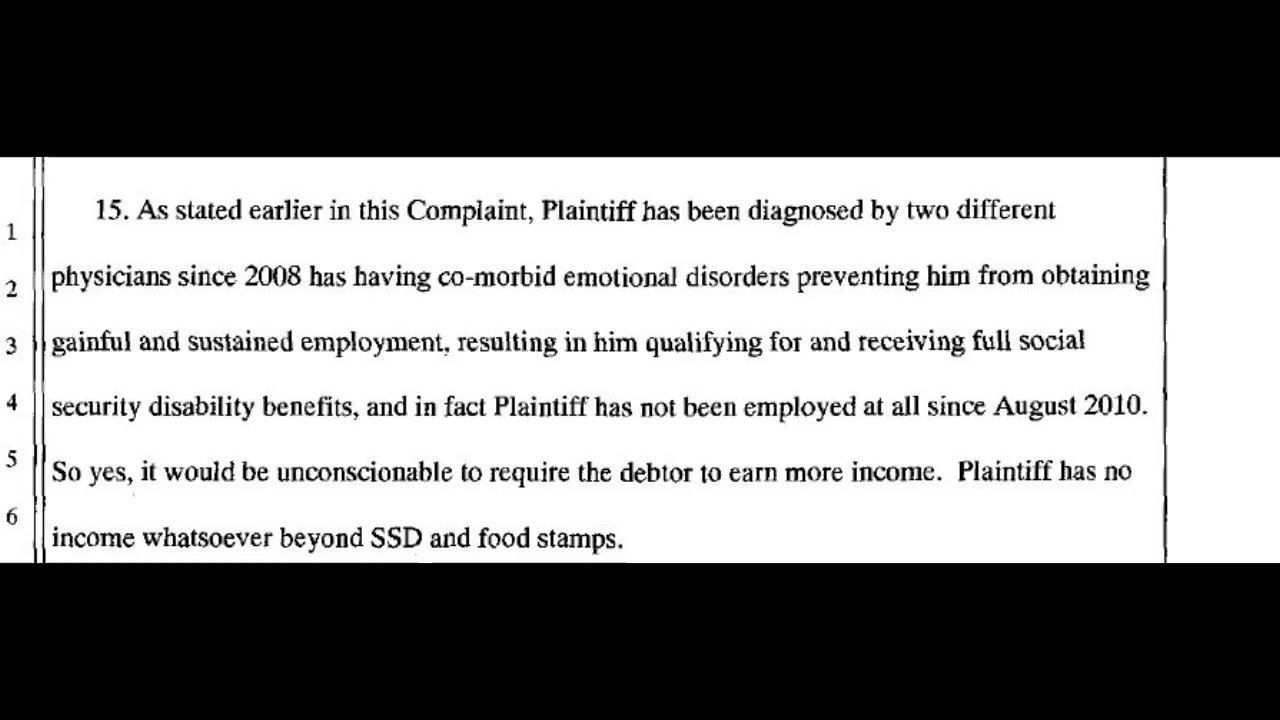 15. As stated earlier in this Complaint, Plaintiff has been diagnosed by two different
1
physicians since 2008 has having co-morbid emotional disorders preventing him from obtaining
2
gainful and sustained employment, resulting in him qualifying for and receiving full social
3
security disability benefits, and in fact Plaintiff has not been employed at all since August 2010.
4
So yes, it would be unconscionable to require the debtor to earn more income. Plaintiff has no
5
income whatsoever beyond SSD and food stamps.
6